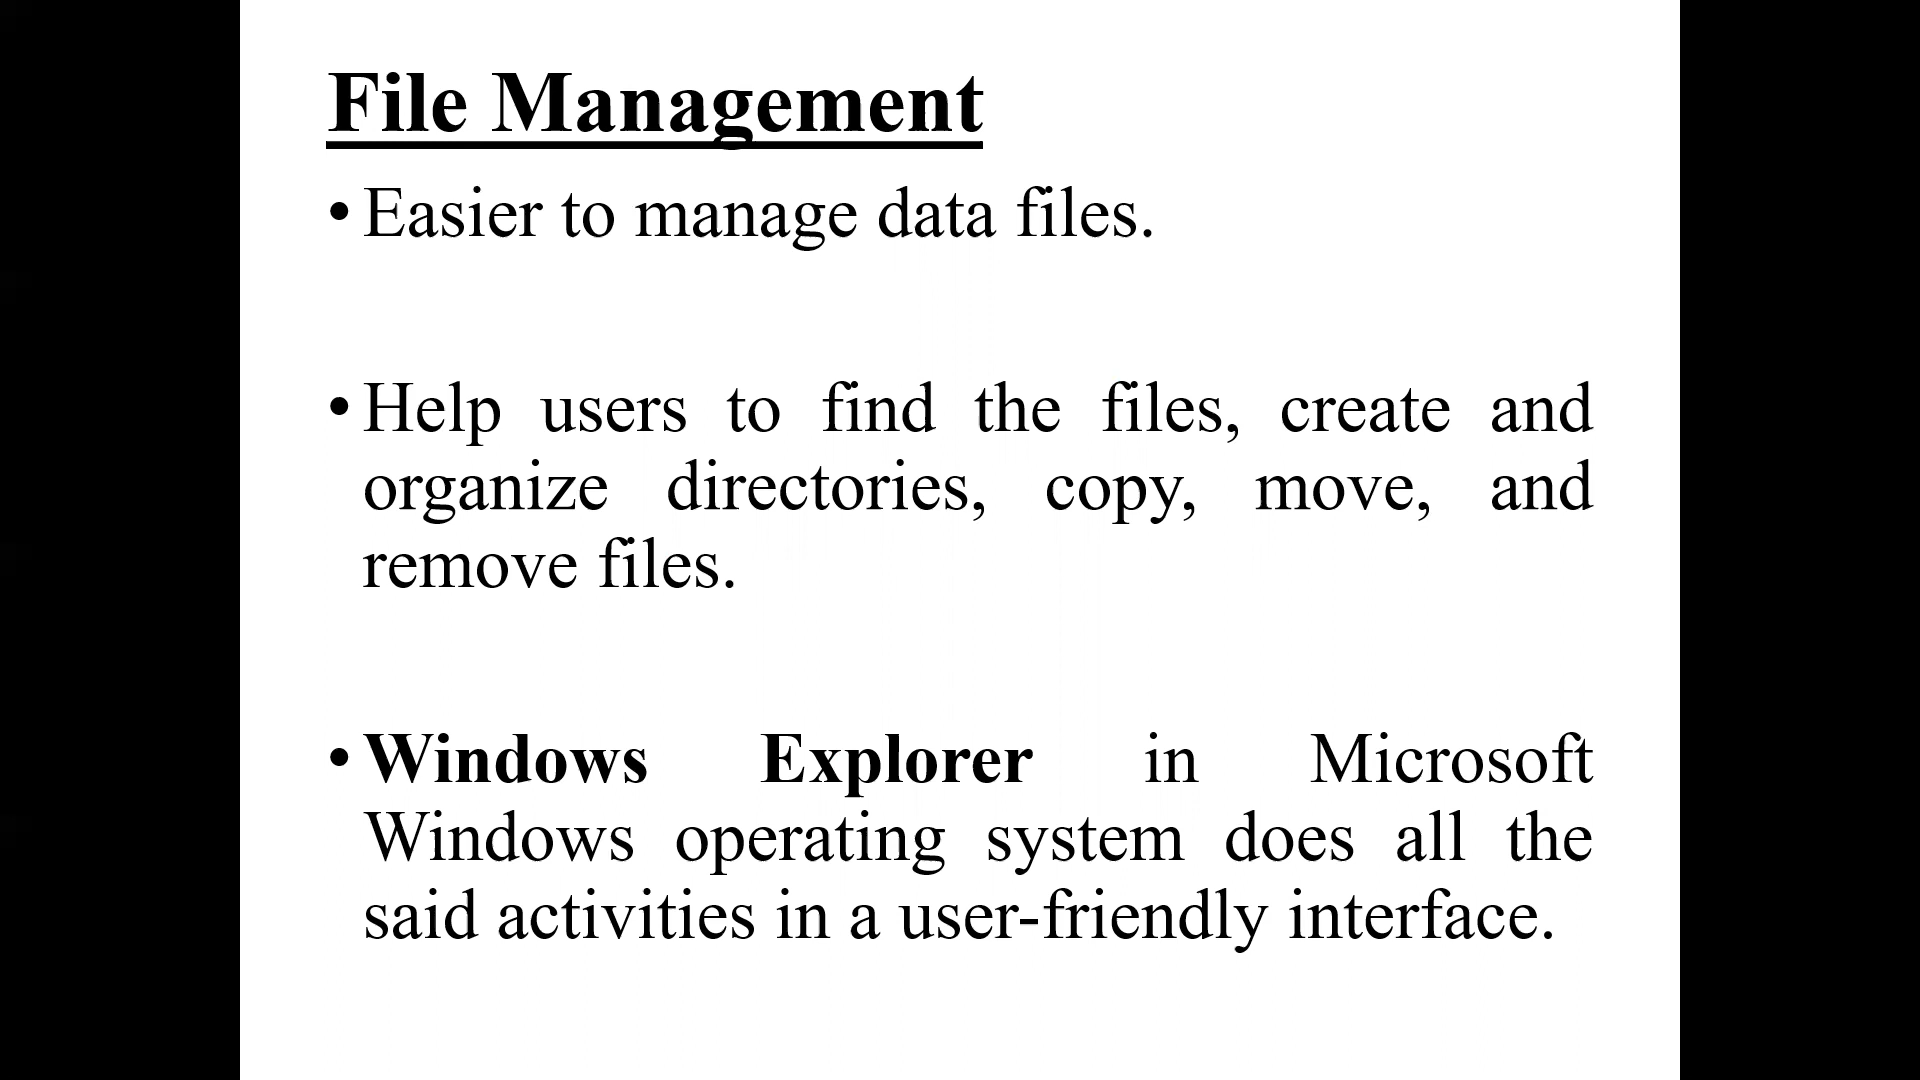 File Management
• Easier to manage data files.
• Help users to find the files, create and
organize directories, copy, move, and
remove files.
• Windows Explorer in Microsoft
Windows operating system does all the
said activities in a user-friendly interface.